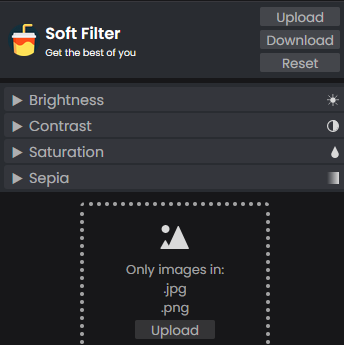 Soft Filter
Get the best of you
Upload
Download
Reset
Brightness
Contrast
Saturation
Sepia
Only images in:
.jpg
.png
Upload